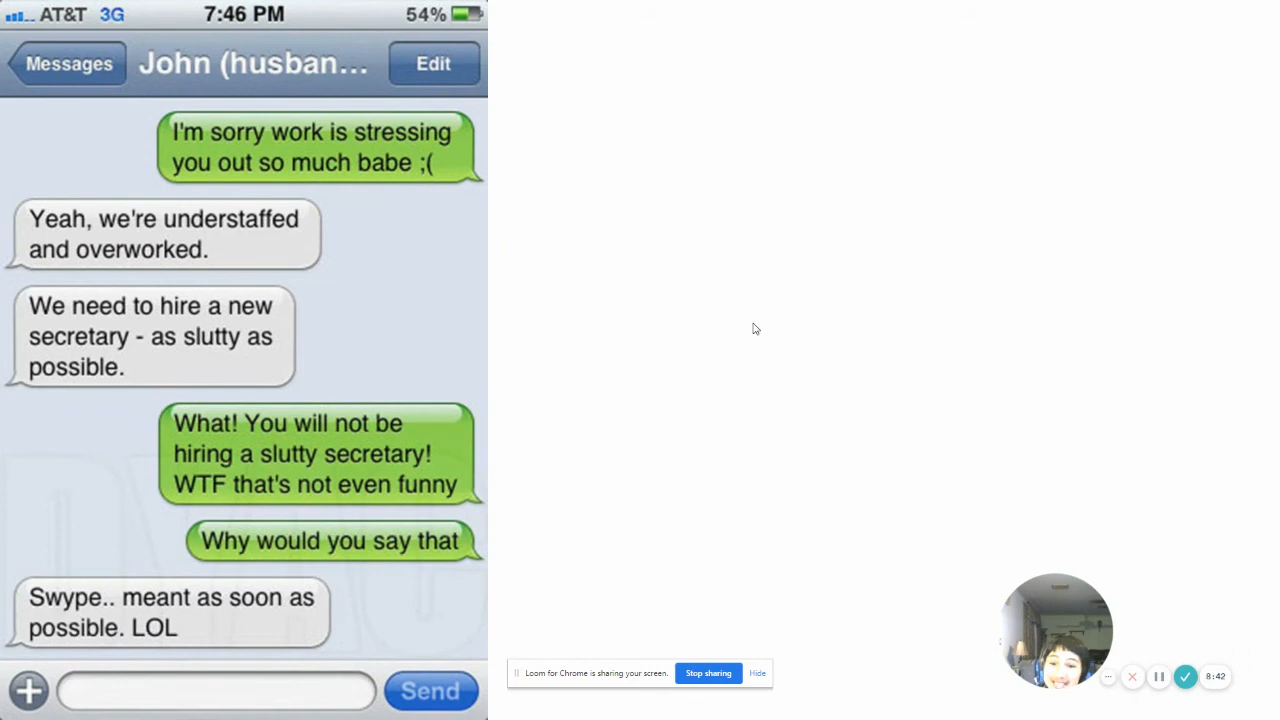 AT&T 3G 7:46 PM 54%
Messages John (husban... Edit
I'm sorry work is stressing
you out so much babe ;(
Yeah, we're understaffed
and overworked.
We need to hire a new
secretary - as slutty as
possible.
What! You will not be
hiring a slutty secretary!
WTF that's not even funny
Why would you say that
Swype.. meant as soon as
possible. LOL
Send
Loom for Chrome is sharing your screen. Stop sharing Hide
8:42